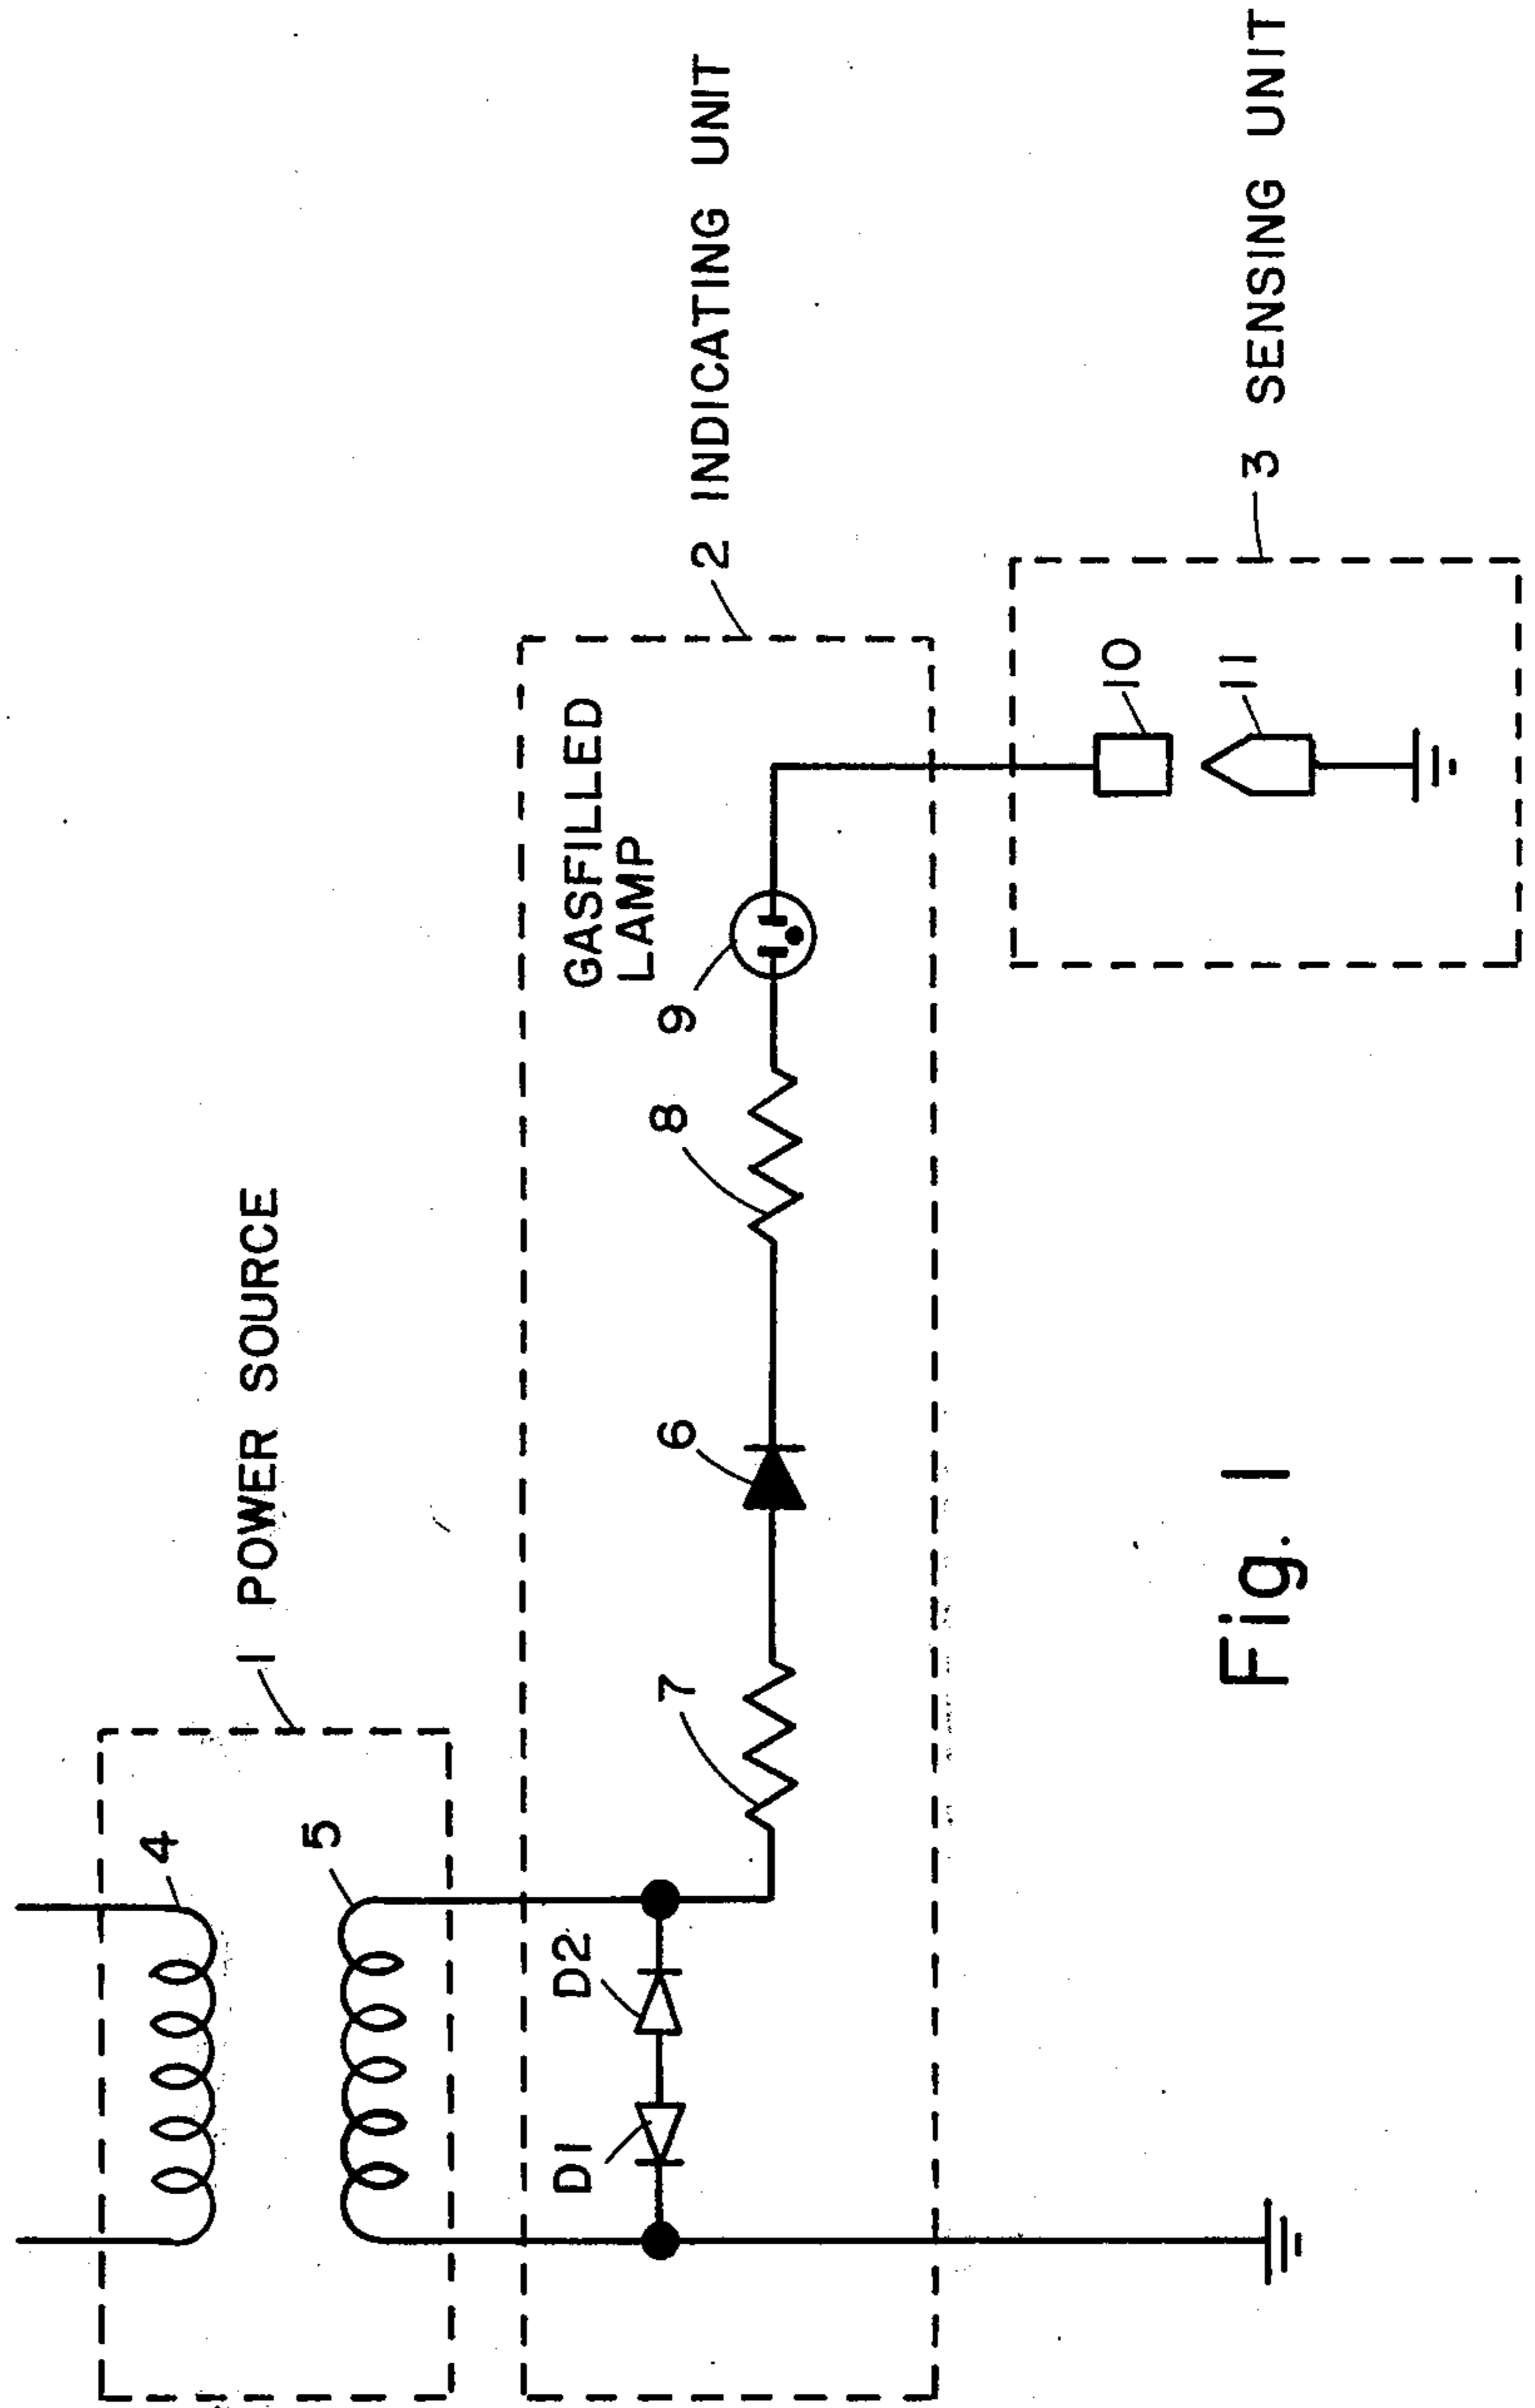 1 POWER SOURCE
4
5
2 INDICATING UNIT
D1
D2
7
6
8
9
GASFILLED
LAMP
3 SENSING UNIT
10
11
Fig. 1